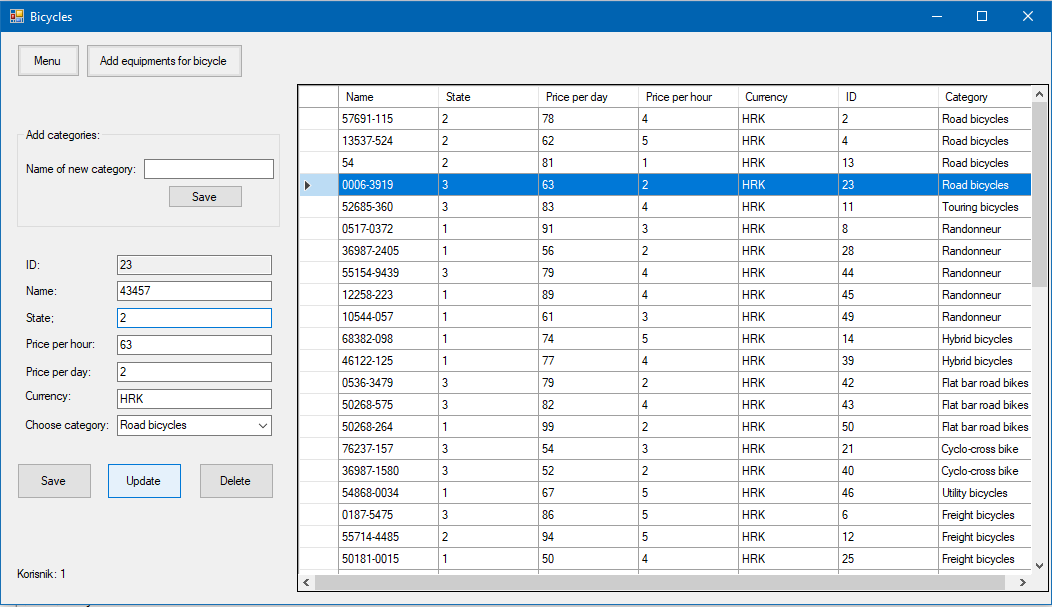 Bicycles
Menu Add equipments for bicycle
Add categories:
Name of new category:
Save
ID: 23
Name: 43457
State; 2
Price per hour: 63
Price per day: 2
Currency: HRK
Choose category: Road bicycles
Save Update Delete
Korisnik: 1
Name State Price per day Price per hour Currency ID Category
57691-115 2 78 4 HRK 2 Road bicycles
13537-524 2 62 5 HRK 4 Road bicycles
54 2 81 1 HRK 13 Road bicycles
0006-3919 3 63 2 HRK 23 Road bicycles
52685-360 3 83 4 HRK 11 Touring bicycles
0517-0372 1 91 3 HRK 8 Randonneur
36987-2405 1 56 2 HRK 28 Randonneur
55154-9439 3 79 4 HRK 44 Randonneur
12258-223 1 89 4 HRK 45 Randonneur
10544-057 1 61 3 HRK 49 Randonneur
68382-098 1 74 5 HRK 14 Hybrid bicycles
46122-125 1 77 4 HRK 39 Hybrid bicycles
0536-3479 3 79 2 HRK 42 Flat bar road bikes
50268-575 3 82 4 HRK 43 Flat bar road bikes
50268-264 1 99 2 HRK 50 Flat bar road bikes
76237-157 3 54 3 HRK 21 Cyclo-cross bike
36987-1580 3 52 2 HRK 40 Cyclo-cross bike
54868-0034 1 67 5 HRK 46 Utility bicycles
0187-5475 3 86 5 HRK 6 Freight bicycles
55714-4485 2 94 5 HRK 12 Freight bicycles
50181-0015 1 50 4 HRK 25 Freight bicycles